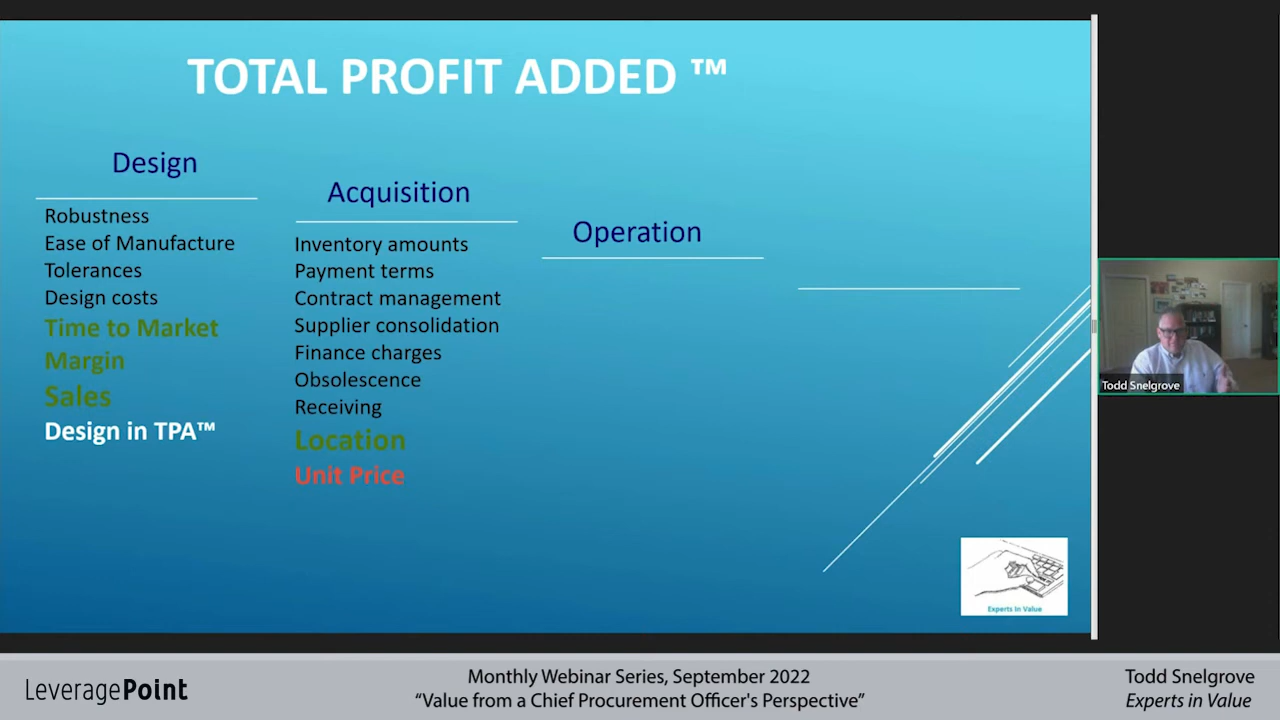 TOTAL PROFIT ADDED ™
Design
Robustness
Ease of Manufacture
Tolerances
Design costs
Time to Market
Margin
Sales
Design in TPA™
Acquisition
Inventory amounts
Payment terms
Contract management
Supplier consolidation
Finance charges
Obsolescence
Receiving
Location
Unit Price
Operation
Experts In Value
Todd Snelgrove
LeveragePoint
Monthly Webinar Series, September 2022
“Value from a Chief Procurement Officer's Perspective”
Todd Snelgrove
Experts in Value